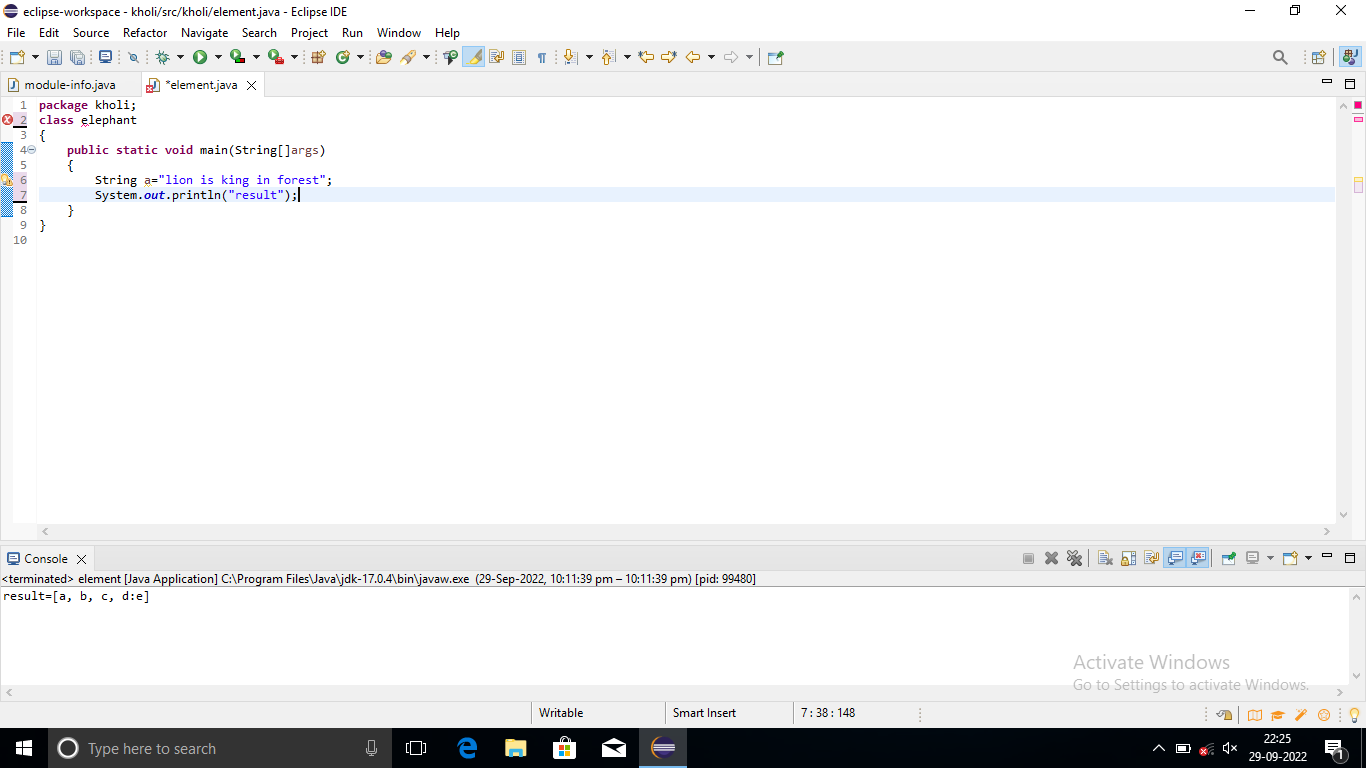 eclipse-workspace - kholi/src/kholi/element.java - Eclipse IDE
File Edit Source Refactor Navigate Search Project Run Window Help
module-info.java *element.java
1 package kholi;
2 class elephant
3 {
4 public static void main(String[]args)
5 {
6 String a="lion is king in forest";
7 System.out.println("result");
8 }
9 }
10
Console
<terminated> element [Java Application] C:\Program Files\Java\jdk-17.0.4\bin\javaw.exe (29-Sep-2022, 10:11:39 pm – 10:11:39 pm) [pid: 99480]
result=[a, b, c, d:e]
Activate Windows
Go to Settings to activate Windows.
Writable Smart Insert 7 : 38 : 148
Type here to search
22:25
29-09-2022
1